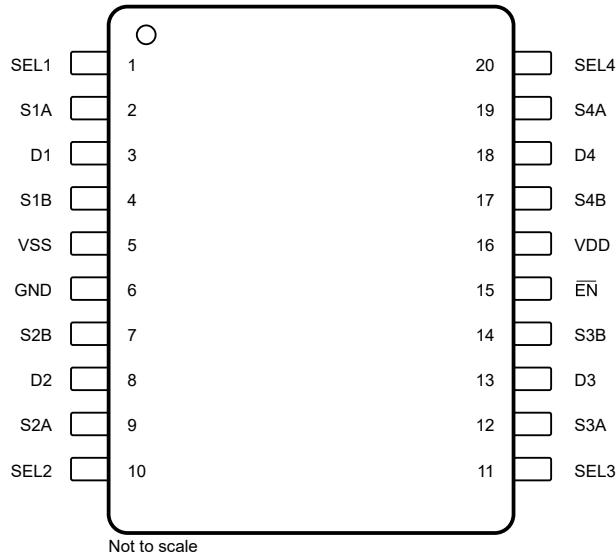 SEL1 1 20 SEL4
S1A 2 19 S4A
D1 3 18 D4
S1B 4 17 S4B
VSS 5 16 VDD
GND 6 15 E̅N̅
S2B 7 14 S3B
D2 8 13 D3
S2A 9 12 S3A
SEL2 10 11 SEL3
Not to scale